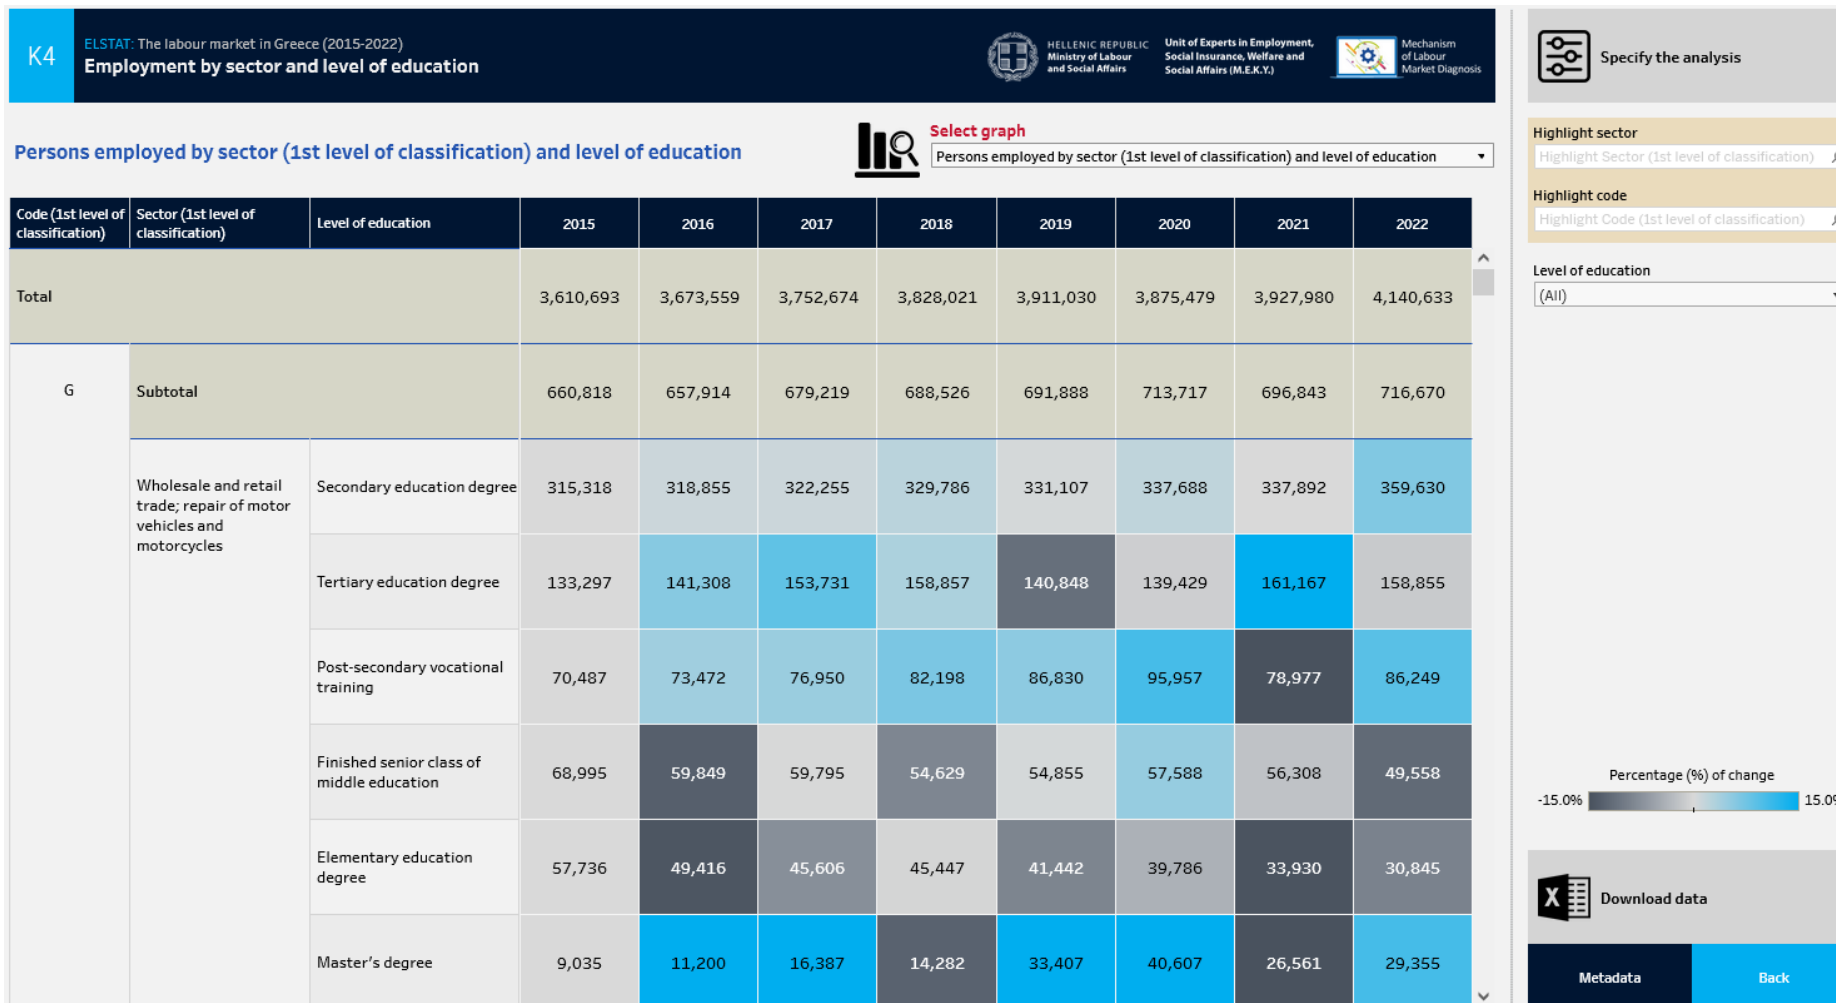 K4
ELSTAT: The labour market in Greece (2015-2022)
Employment by sector and level of education
HELLENIC REPUBLIC
Ministry of Labour
and Social Affairs
Unit of Experts in Employment,
Social Insurance, Welfare and
Social Affairs (M.E.K.Y.)
Mechanism
of Labour
Market Diagnosis
Specify the analysis
Persons employed by sector (1st level of classification) and level of education
Select graph
Persons employed by sector (1st level of classification) and level of education
Highlight sector
Highlight Sector (1st level of classification)
Highlight code
Highlight Code (1st level of classification)
Level of education
(All)
Code (1st level of
classification)
Sector (1st level of
classification)
Level of education
2015 2016 2017 2018 2019 2020 2021 2022
Total 3,610,693 3,673,559 3,752,674 3,828,021 3,911,030 3,875,479 3,927,980 4,140,633
G Subtotal 660,818 657,914 679,219 688,526 691,888 713,717 696,843 716,670
Wholesale and retail
trade; repair of motor
vehicles and
motorcycles
Secondary education degree 315,318 318,855 322,255 329,786 331,107 337,688 337,892 359,630
Tertiary education degree 133,297 141,308 153,731 158,857 140,848 139,429 161,167 158,855
Post-secondary vocational
training
70,487 73,472 76,950 82,198 86,830 95,957 78,977 86,249
Finished senior class of
middle education
68,995 59,849 59,795 54,629 54,855 57,588 56,308 49,558
Elementary education
degree
57,736 49,416 45,606 45,447 41,442 39,786 33,930 30,845
Master's degree 9,035 11,200 16,387 14,282 33,407 40,607 26,561 29,355
Percentage (%) of change
-15.0% 15.0%
Download data
Metadata
Back